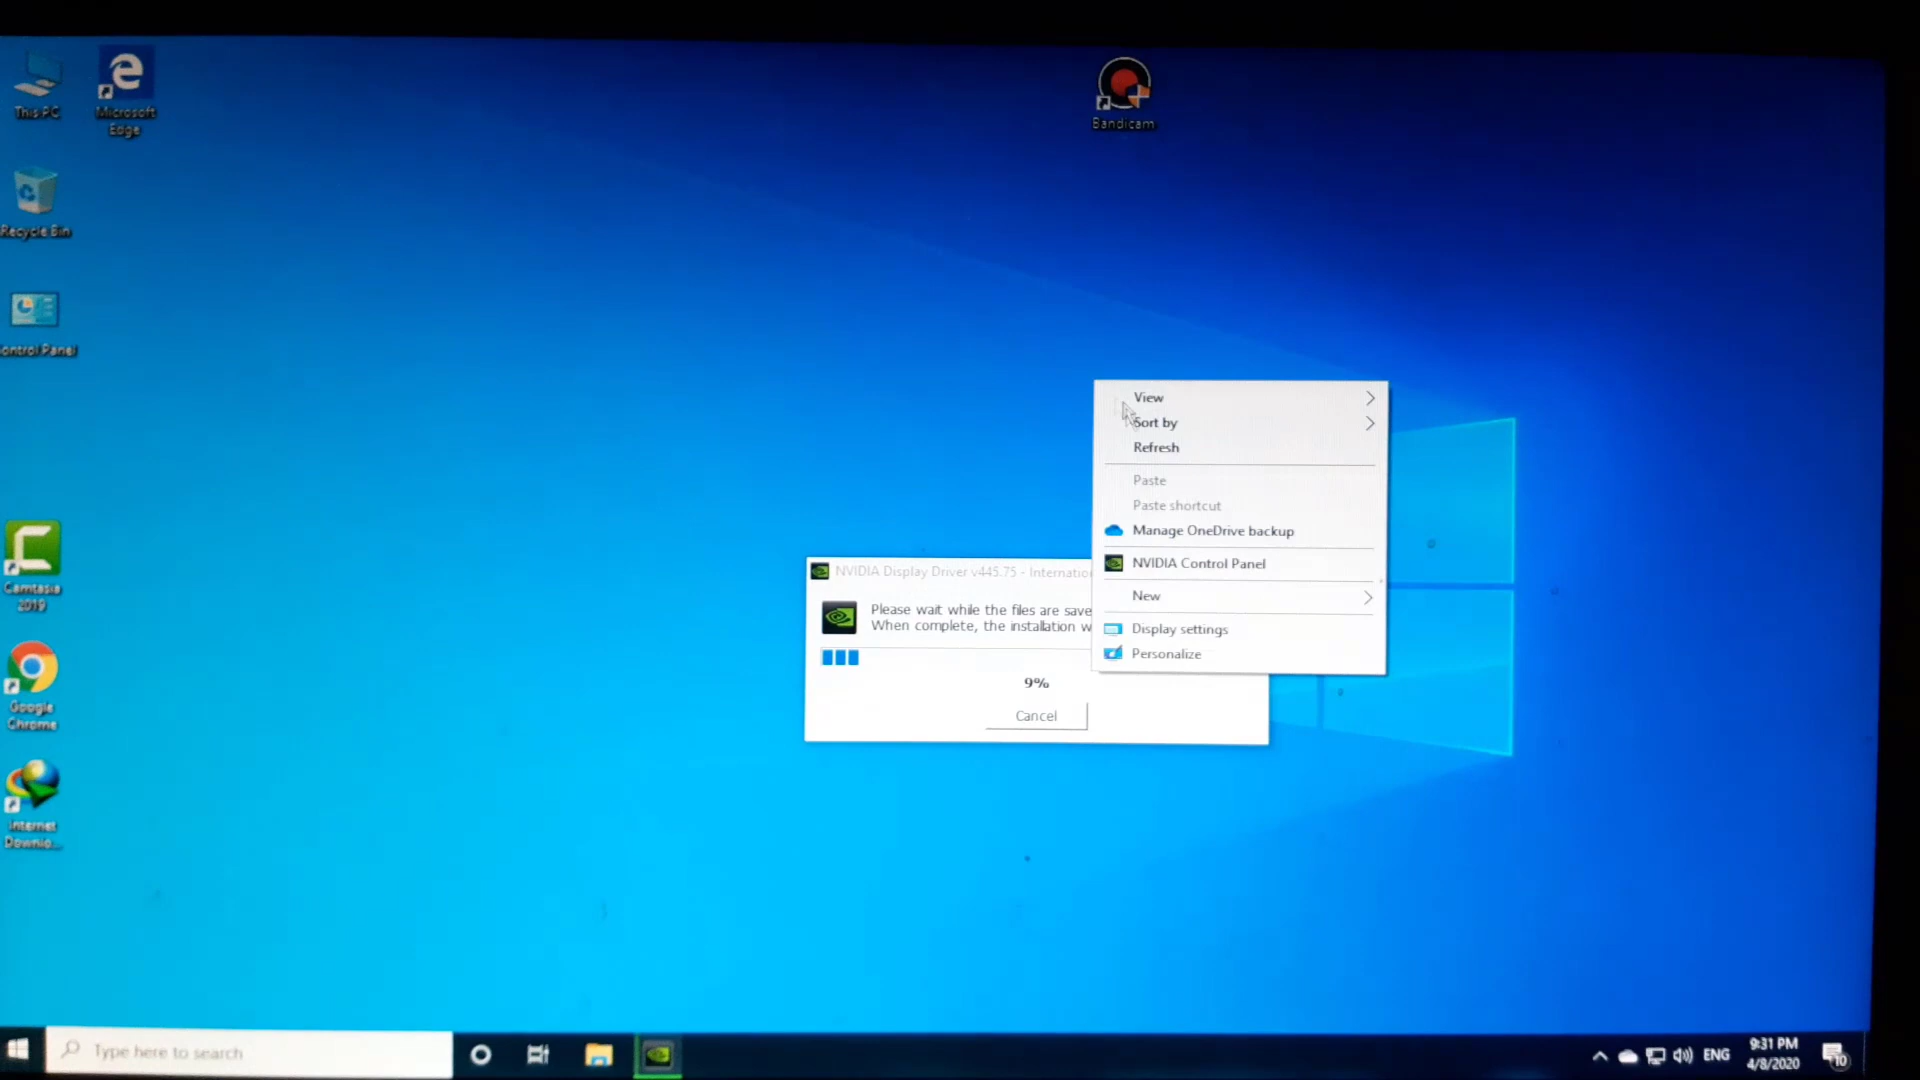 This PC
Microsoft
Edge
Bandicam
Recycle Bin
ontrol Panel
Camtasia
2019
Google
Chrome
Internet
Downlo...
View
Sort by
Refresh
Paste
Paste shortcut
Manage OneDrive backup
NVIDIA Control Panel
New
Display settings
Personalize
NVIDIA Display Driver v445.75 - Internatio
Please wait while the files are save
When complete, the installation w
9%
Cancel
Type here to search
ENG
9:31 PM
4/8/2020
10